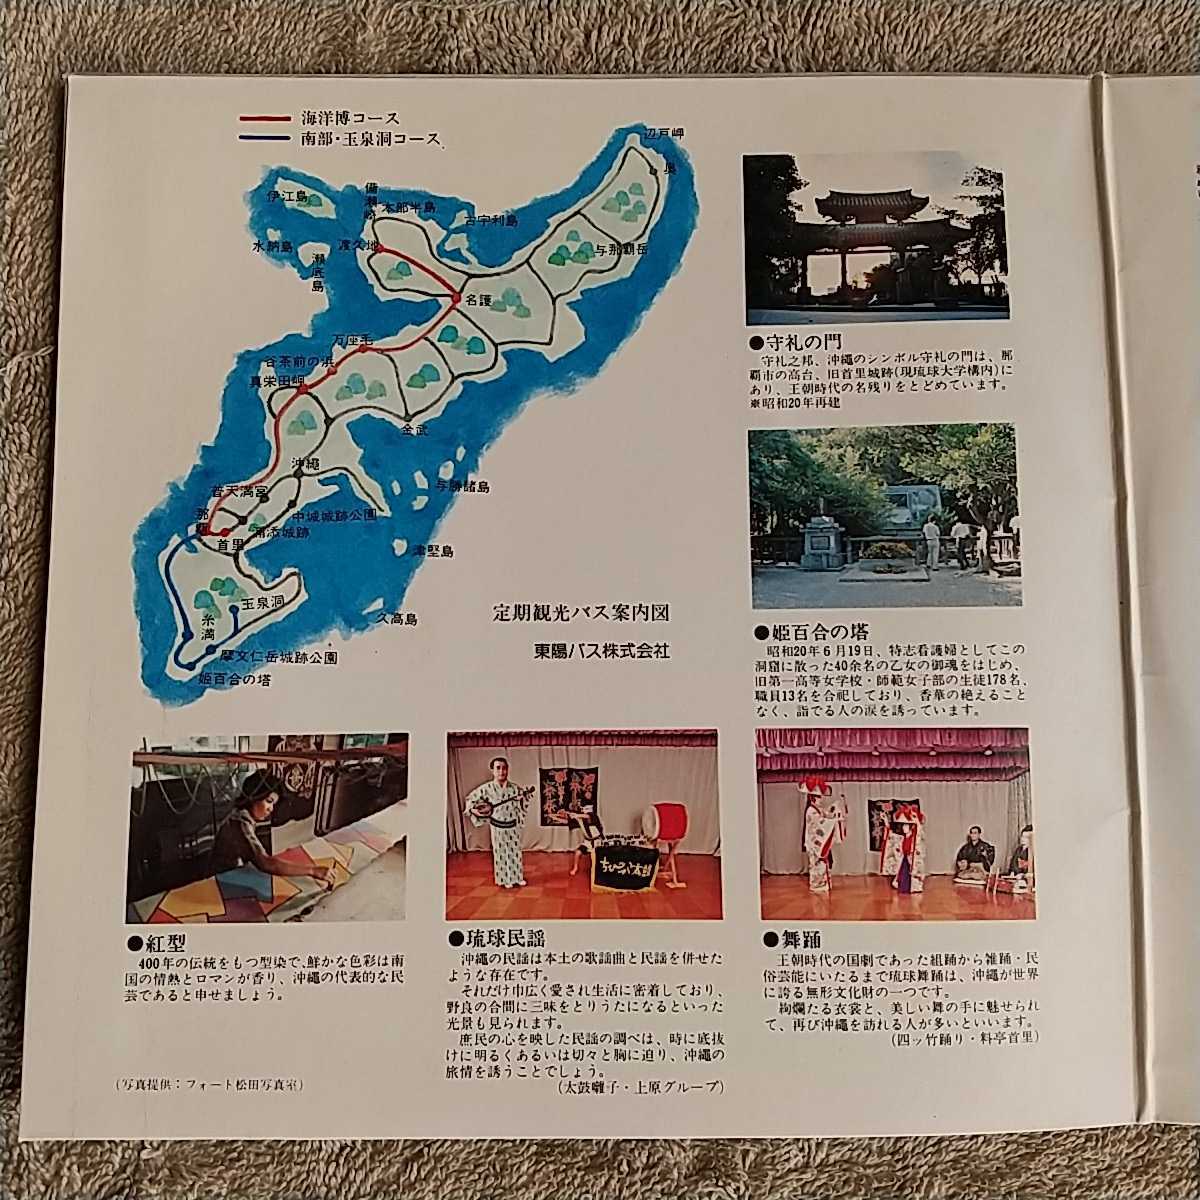 海洋博コース
南部・玉泉洞コース
辺戸岬
奥
伊江島
備瀬崎
本部半島
古宇利島
水納島
渡久地
瀬底島
与那覇岳
名護
万座毛
谷茶前の浜
真栄田岬
金武
沖縄
普天満宮
与勝諸島
那覇
中城城跡公園
浦添城跡
首里
津堅島
玉泉洞
久高島
糸満
摩文仁岳城跡公園
姫百合の塔
定期観光バス案内図
東陽バス株式会社
●守礼の門
守礼之邦、沖縄のシンボル守礼の門は、那
覇市の高台、旧首里城跡(現琉球大学構内)に
あり、王朝時代の名残りをとどめています。
※昭和20年再建
●姫百合の塔
昭和20年6月19日、特志看護婦としてこの
洞窟に散った40余名の乙女の御魂をはじめ、
旧第一高等女学校・師範女子部の生徒178名、
職員13名を合祀しており、香華の絶えること
なく、詣でる人の涙を誘っています。
●紅型
400年の伝統をもつ型染で、鮮かな色彩は南
国の情熱とロマンが香り、沖縄の代表的な民
芸であると申せましょう。
(写真提供：フォート松田写真室)
ちびっ子太鼓
●琉球民謡
沖縄の民謡は本土の歌謡曲と民謡を併せた
ような存在です。
それだけ巾広く愛され生活に密着しており、
野良の合間に三味をとりうたになるといった
光景も見られます。
庶民の心を映した民謡の調べは、時に底抜
けに明るくあるいは切々と胸に迫り、沖縄の
旅情を誘うことでしょう。
(太鼓囃子・上原グループ)
●舞踊
王朝時代の国劇であった組踊から雑踊・民
俗芸能にいたるまで琉球舞踊は、沖縄が世界
に誇る無形文化財の一つです。
絢爛たる衣裳と、美しい舞の手に魅せられ
て、再び沖縄を訪れる人が多いといいます。
(四ッ竹踊り・料亭首里)